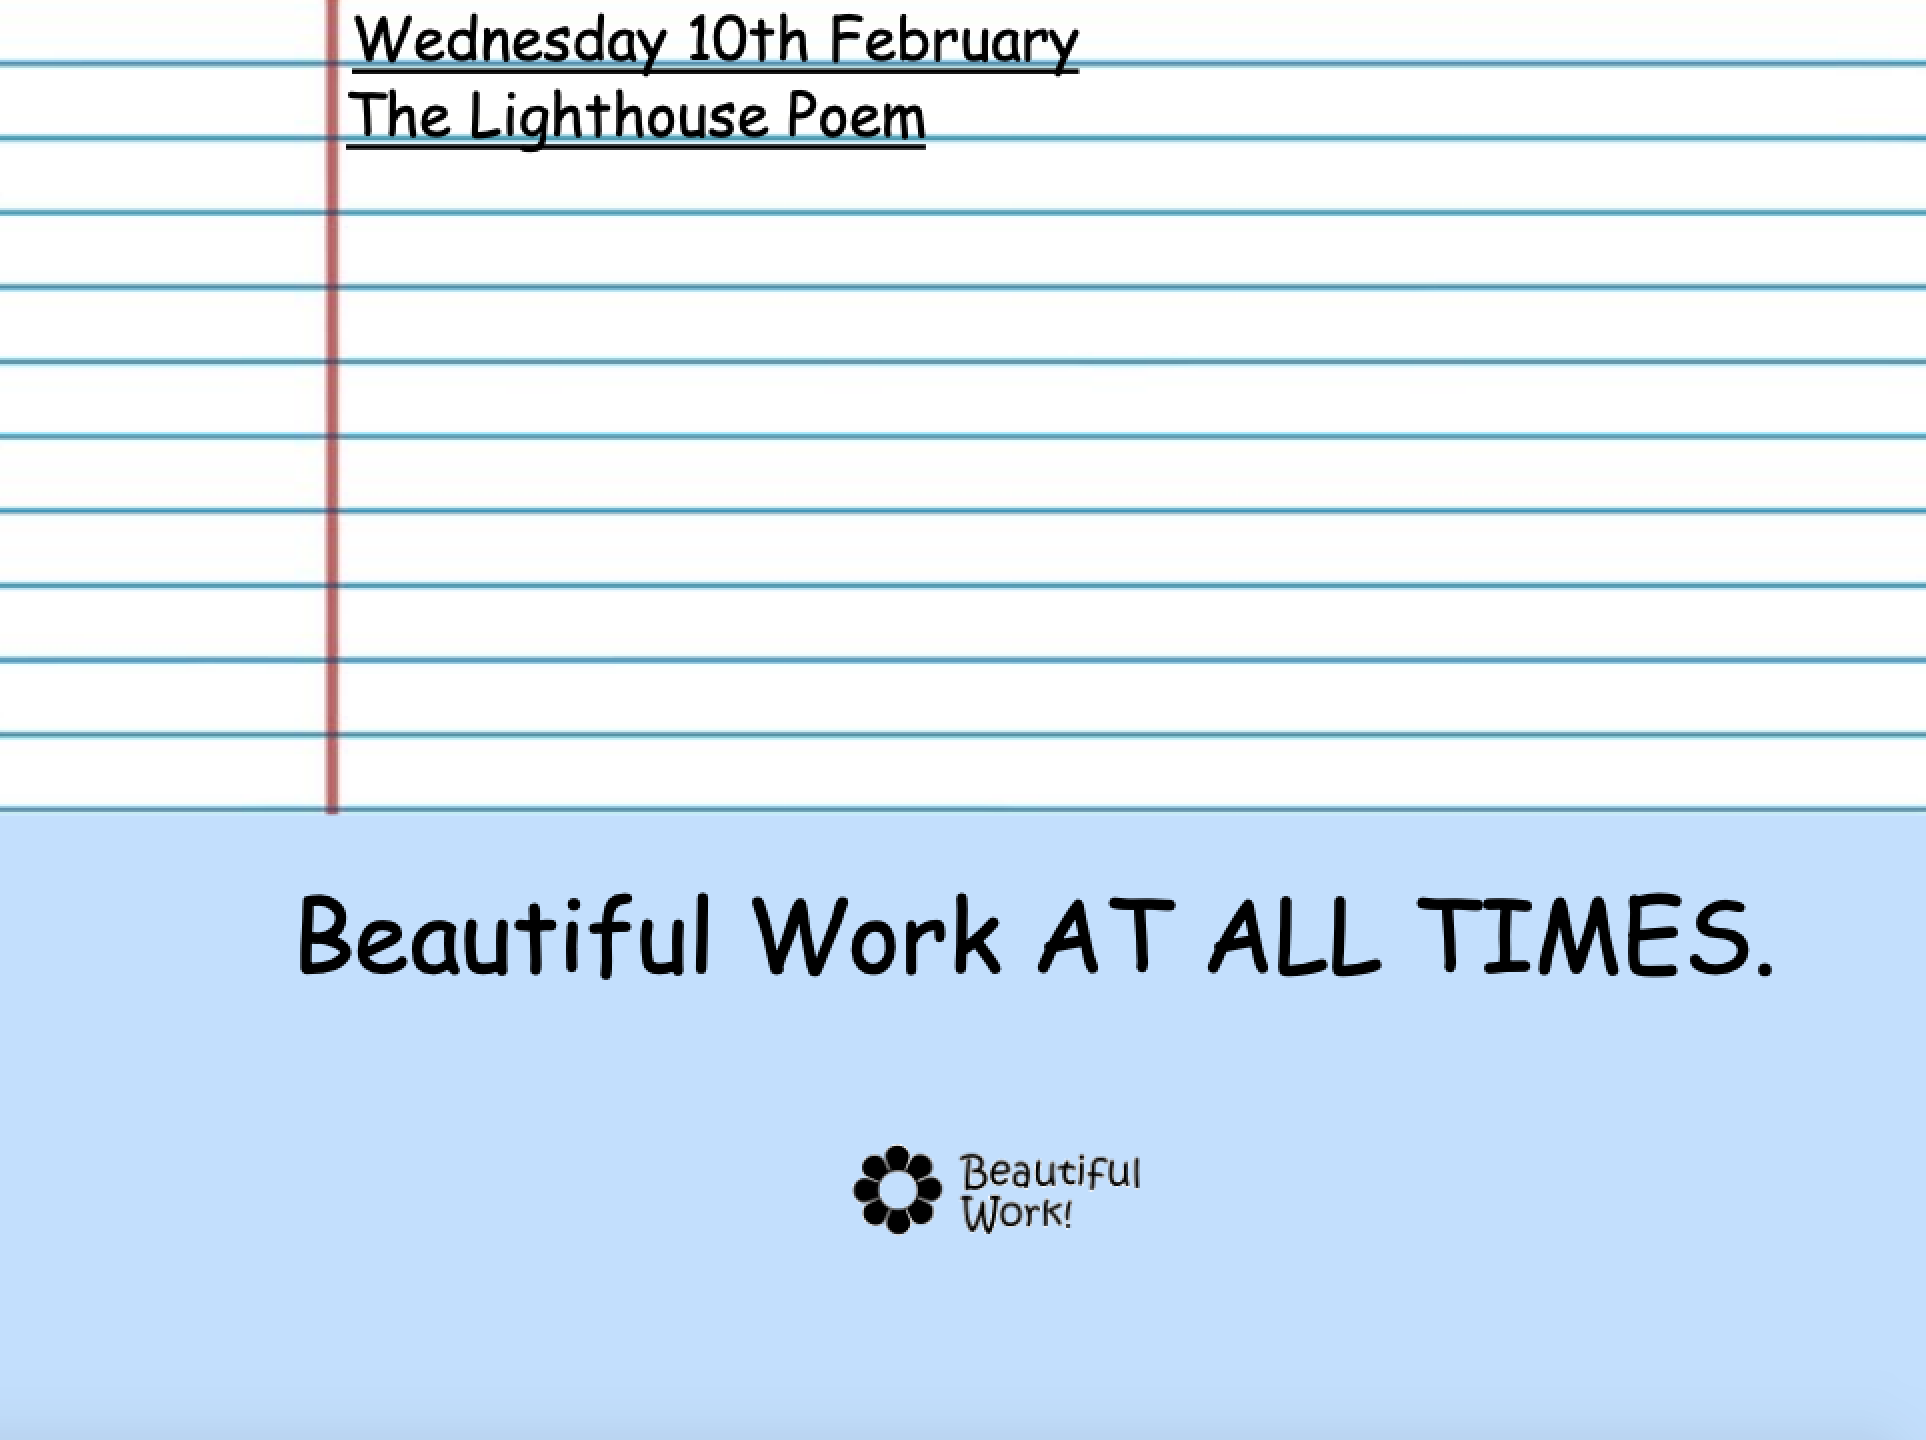 Wednesday 10th February
The Lighthouse Poem
Beautiful Work AT ALL TIMES.
Beautiful
Work!